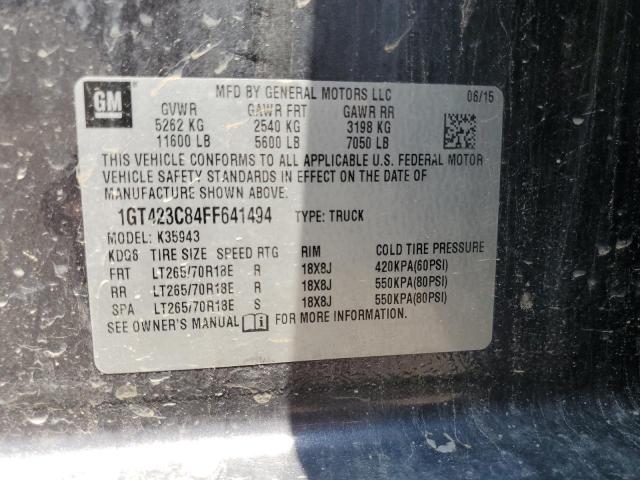 GM
MFD BY GENERAL MOTORS LLC 06/15
GVWR GAWR FRT GAWR RR
5262 KG 2540 KG 3198 KG
11600 LB 5600 LB 7050 LB
THIS VEHICLE CONFORMS TO ALL APPLICABLE U.S. FEDERAL MOTOR
VEHICLE SAFETY STANDARDS IN EFFECT ON THE DATE OF
MANUFACTURE SHOWN ABOVE.
1GT423C84FF641494 TYPE: TRUCK
MODEL: K35943
KDQ6 TIRE SIZE SPEED RTG RIM COLD TIRE PRESSURE
FRT LT265/70R18E R 18X8J 420KPA(60PSI)
RR LT265/70R18E R 18X8J 550KPA(80PSI)
SPA LT265/70R18E S 18X8J 550KPA(80PSI)
SEE OWNER'S MANUAL FOR MORE INFORMATION.